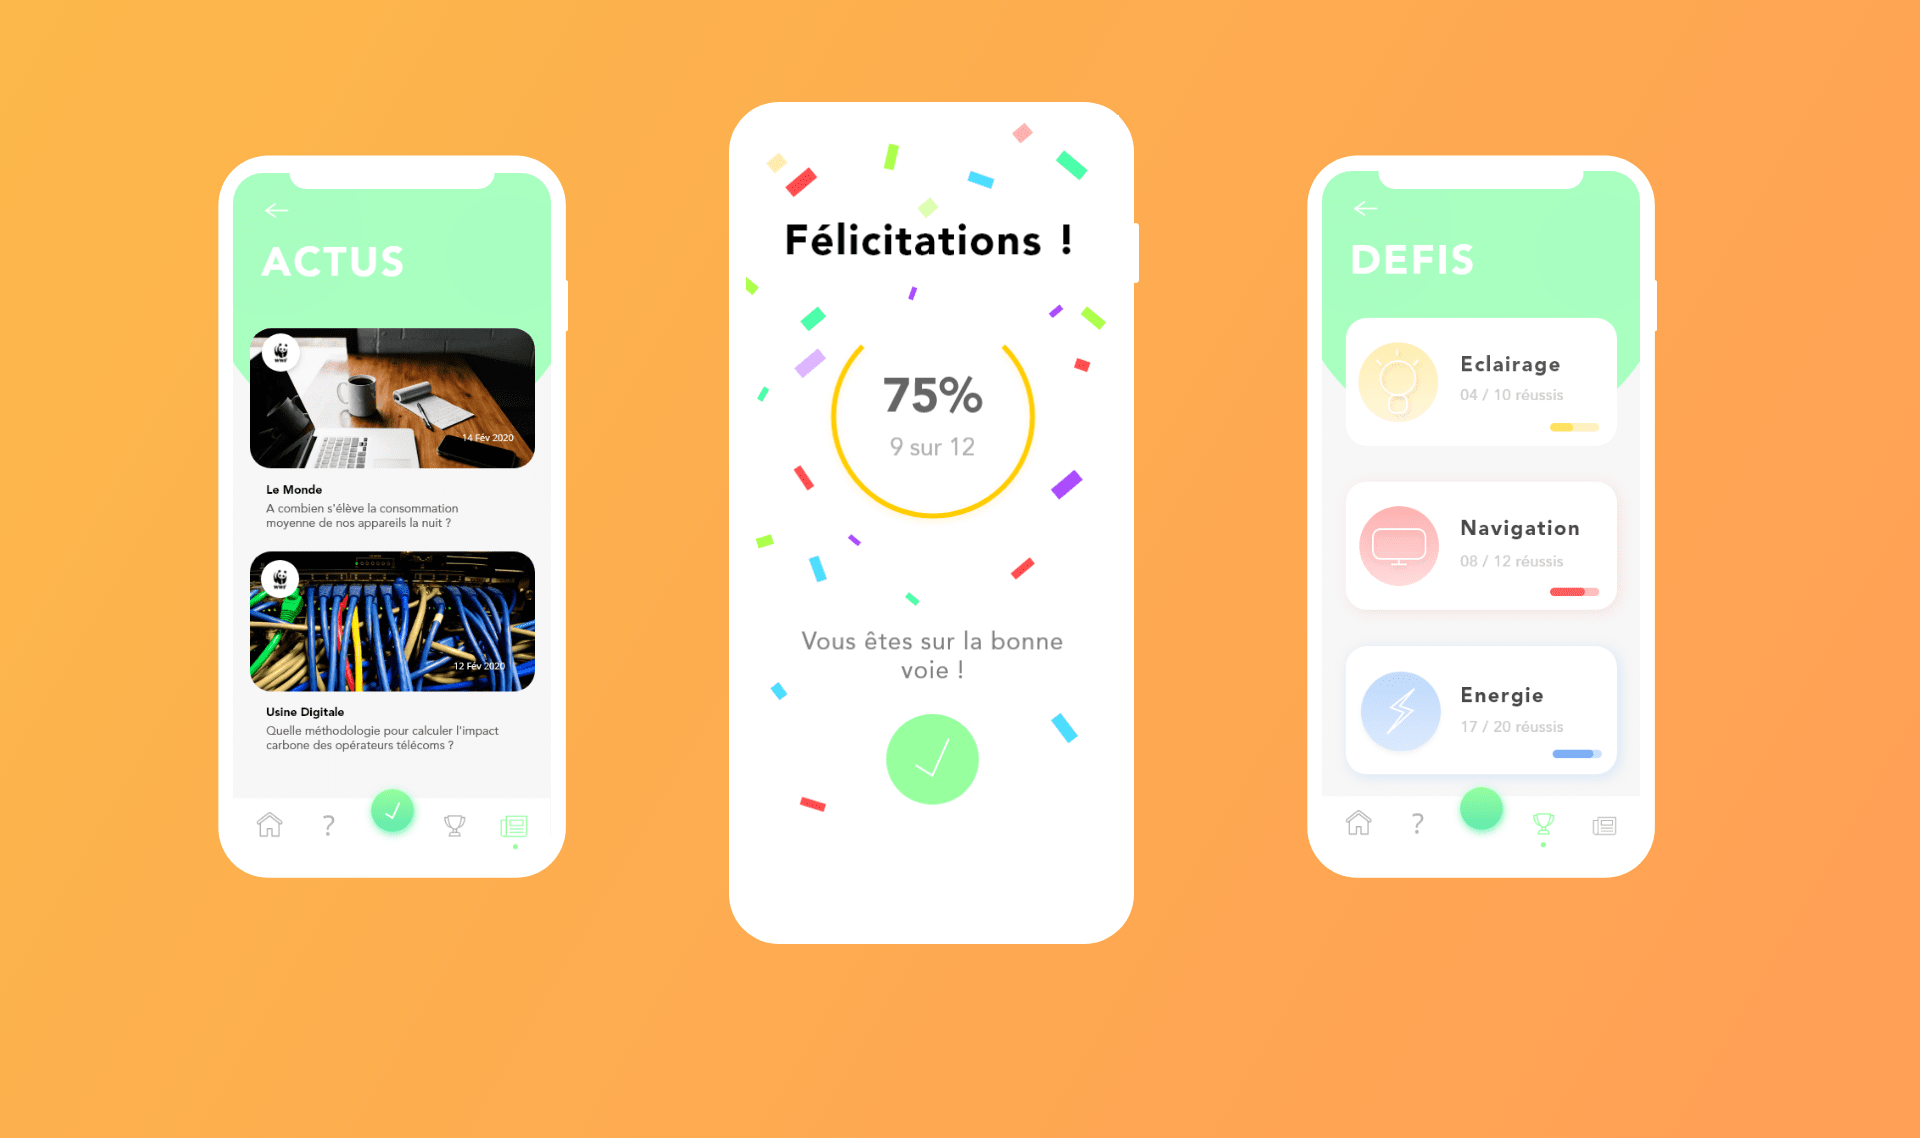 ACTUS
WWF
14 Fév 2020
Le Monde
A combien s'élève la consommation
moyenne de nos appareils la nuit ?
WWF
12 Fév 2020
Usine Digitale
Quelle méthodologie pour calculer l'impact
carbone des opérateurs télécoms ?
?
Félicitations !
75%
9 sur 12
Vous êtes sur la bonne
voie !
DEFIS
Eclairage
04 / 10 réussis
Navigation
08 / 12 réussis
Energie
17 / 20 réussis
?